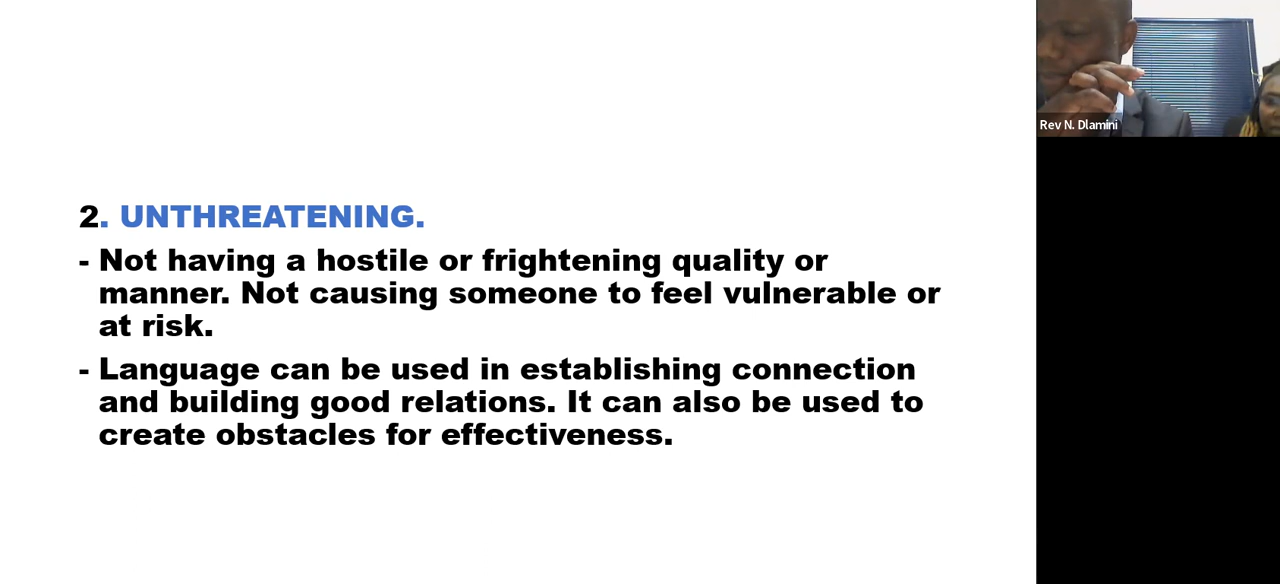 2. UNTHREATENING.
- Not having a hostile or frightening quality or
manner. Not causing someone to feel vulnerable or
at risk.
- Language can be used in establishing connection
and building good relations. It can also be used to
create obstacles for effectiveness.
Rev N. Dlamini